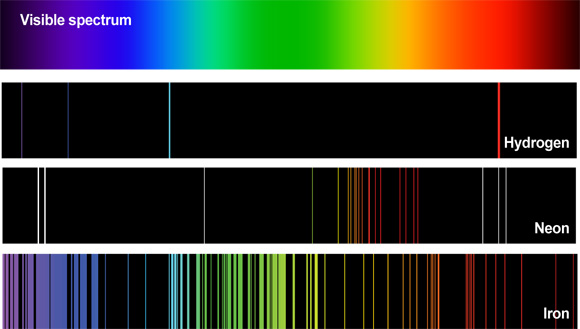 Visible spectrum
Hydrogen
Neon
Iron